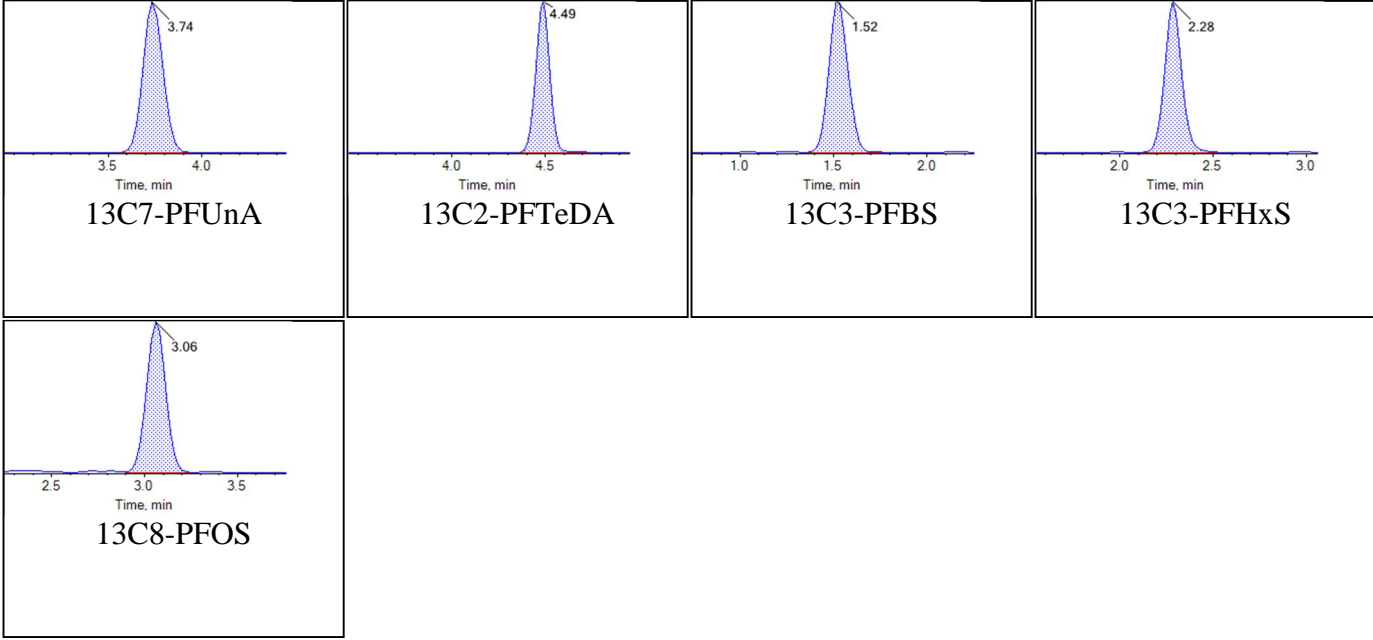 3.74
3.5 4.0
Time, min
13C7-PFUnA
4.49
4.0 4.5
Time, min
13C2-PFTeDA
1.52
1.0 1.5 2.0
Time, min
13C3-PFBS
2.28
2.0 2.5 3.0
Time, min
13C3-PFHxS
3.06
2.5 3.0 3.5
Time, min
13C8-PFOS